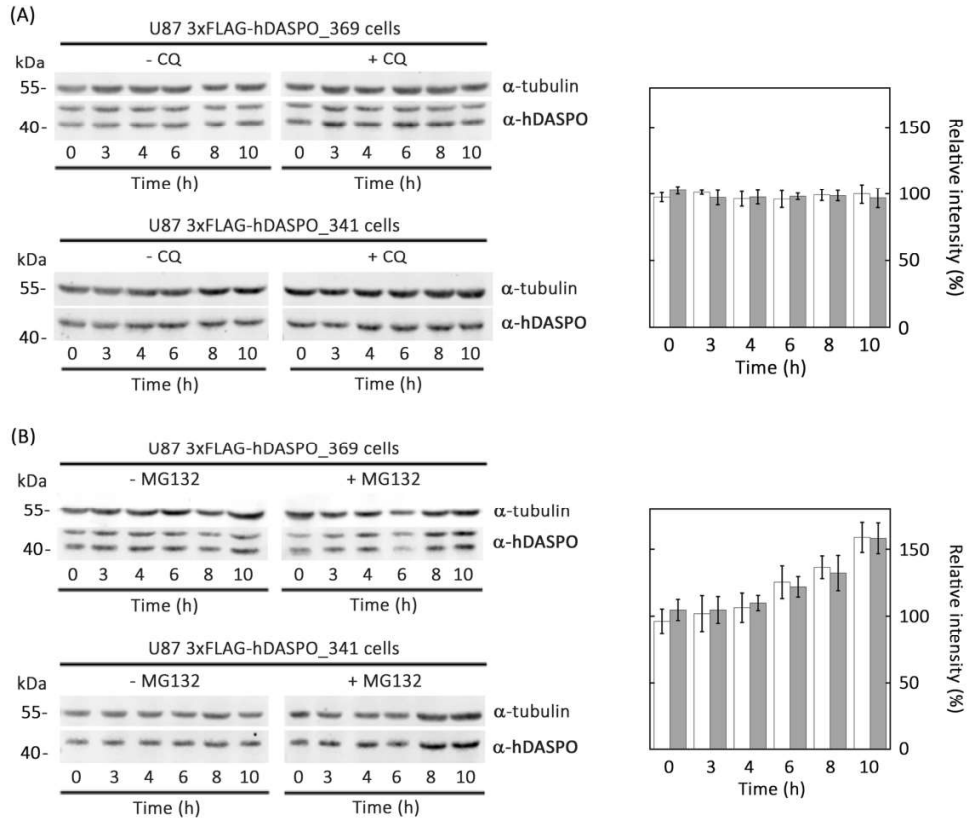 (A)
U87 3xFLAG-hDASPO_369 cells
kDa
- CQ
+ CQ
55-
α-tubulin
40-
α-hDASPO
0 3 4 6 8 10
0 3 4 6 8 10
Time (h)
Time (h)
U87 3xFLAG-hDASPO_341 cells
kDa
- CQ
+ CQ
55-
α-tubulin
40-
α-hDASPO
0 3 4 6 8 10
0 3 4 6 8 10
Time (h)
Time (h)
150
100
50
0
Relative intensity (%)
0 3 4 6 8 10
Time (h)
(B)
U87 3xFLAG-hDASPO_369 cells
kDa
- MG132
+ MG132
55-
α-tubulin
40-
α-hDASPO
0 3 4 6 8 10
0 3 4 6 8 10
Time (h)
Time (h)
U87 3xFLAG-hDASPO_341 cells
kDa
- MG132
+ MG132
55-
α-tubulin
40-
α-hDASPO
0 3 4 6 8 10
0 3 4 6 8 10
Time (h)
Time (h)
150
100
50
0
Relative intensity (%)
0 3 4 6 8 10
Time (h)